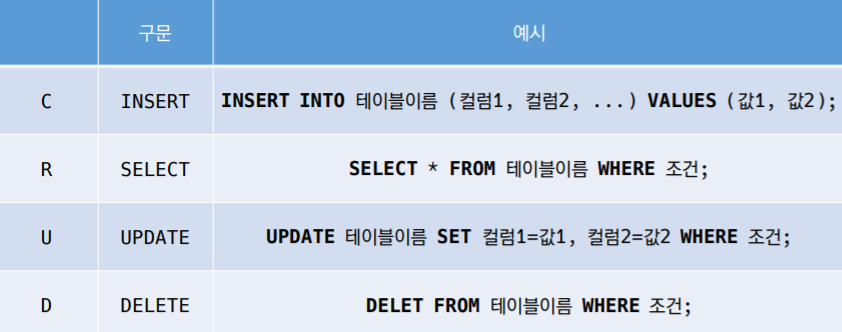 구문 예시
C INSERT INSERT INTO 테이블이름 (컬럼1, 컬럼2, ...) VALUES (값1, 값2);
R SELECT SELECT * FROM 테이블이름 WHERE 조건;
U UPDATE UPDATE 테이블이름 SET 컬럼1=값1, 컬럼2=값2 WHERE 조건;
D DELETE DELET FROM 테이블이름 WHERE 조건;